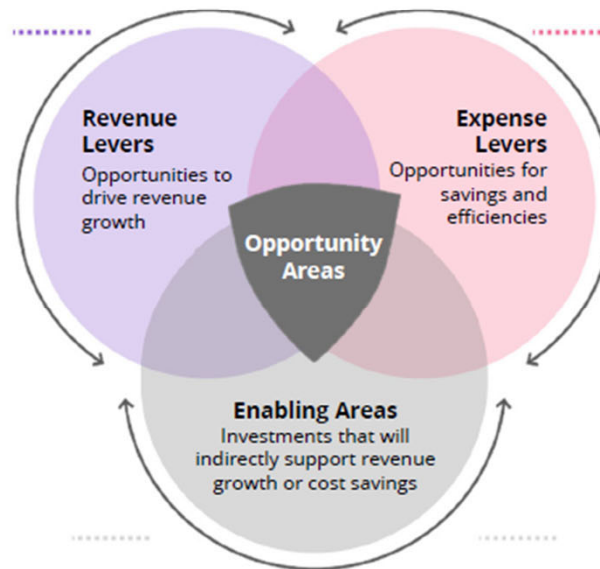 Revenue
Levers
Opportunities to
drive revenue
growth
Expense
Levers
Opportunities for
savings and
efficiencies
Opportunity
Areas
Enabling Areas
Investments that will
indirectly support revenue
growth or cost savings